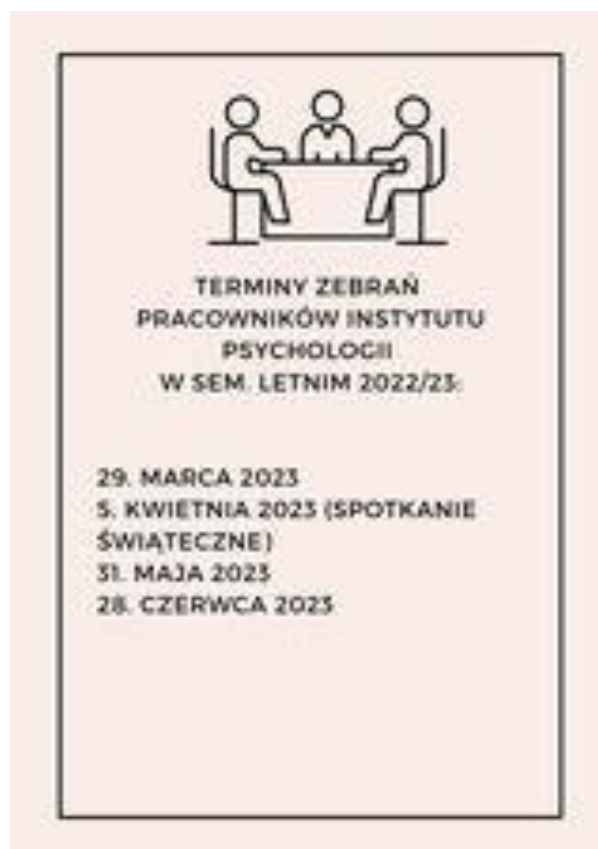 TERMINY ZEBRAŃ
PRACOWNIKÓW INSTYTUTU
PSYCHOLOGII
W SEM. LETNIM 2022/23:
29. MARCA 2023
5. KWIETNIA 2023 (SPOTKANIE
ŚWIĄTECZNE)
31. MAJA 2023
28. CZERWCA 2023